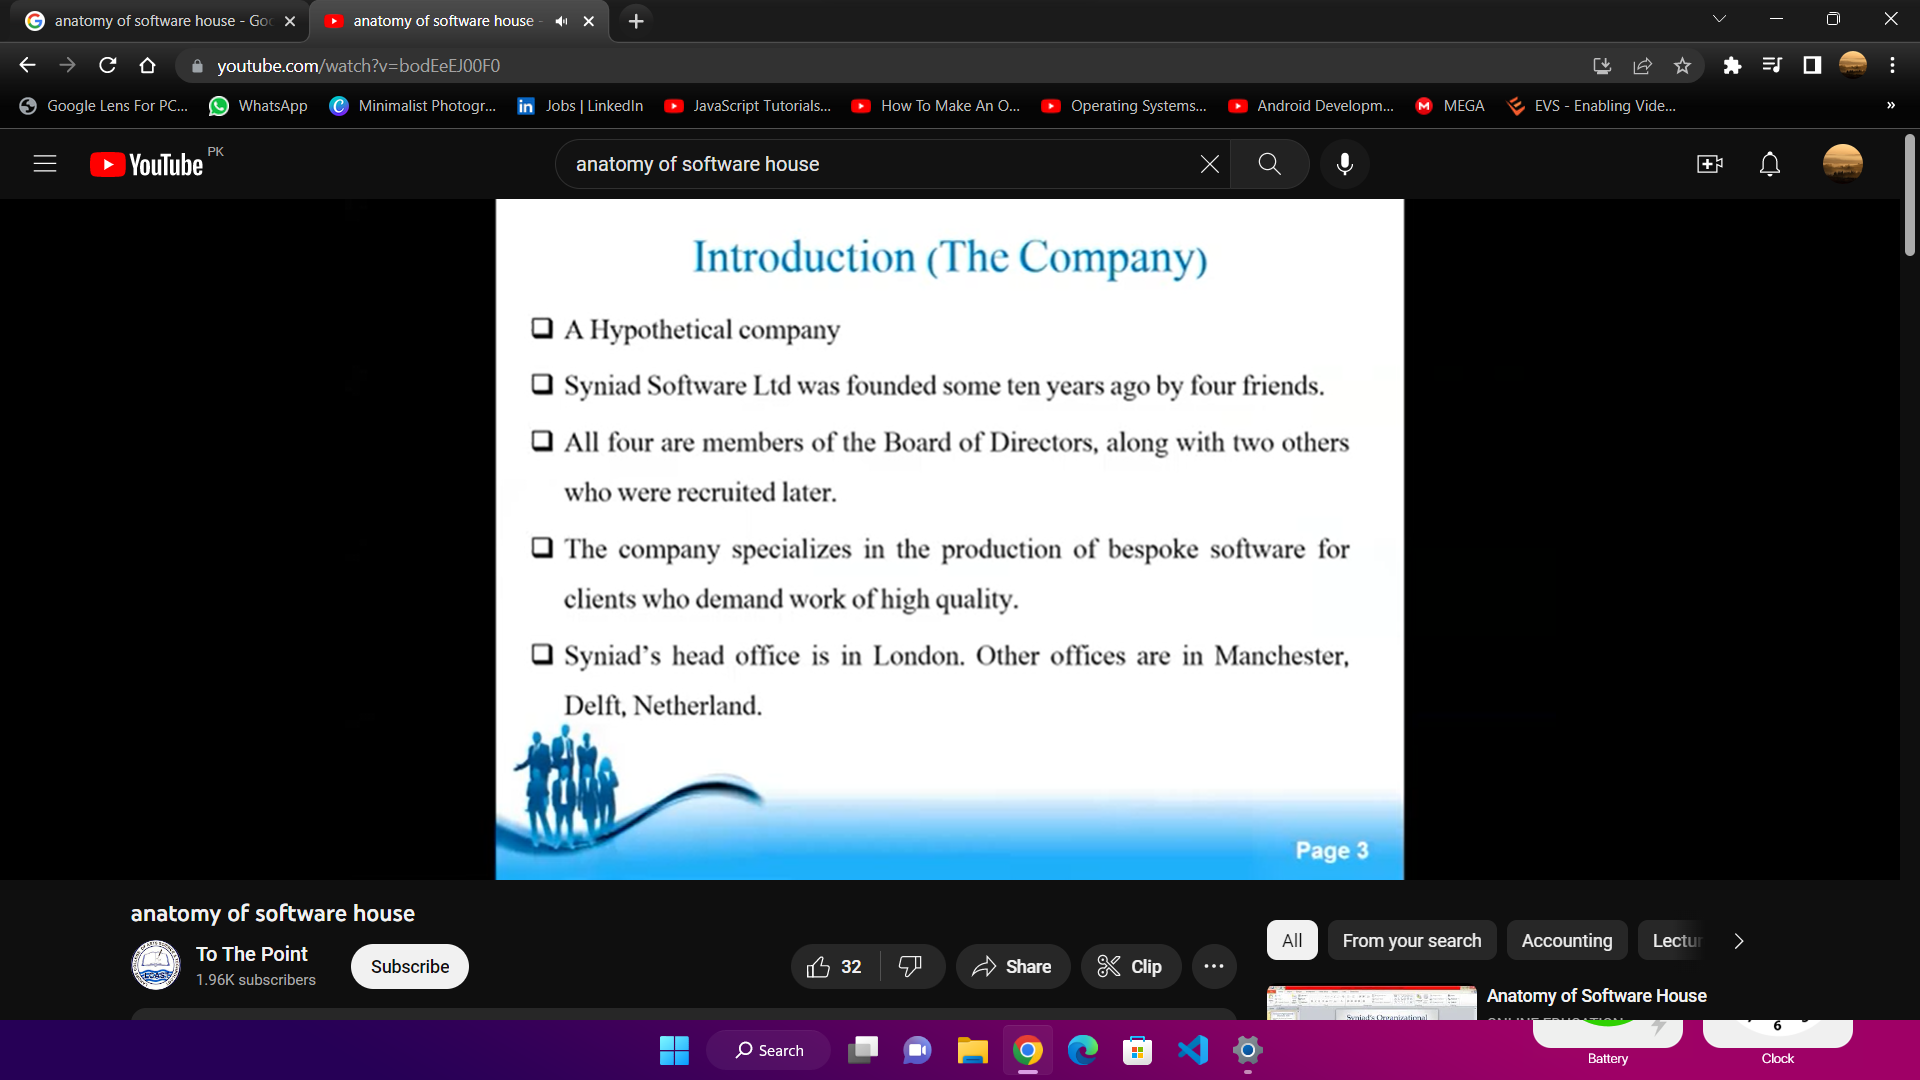 anatomy of software house - Goo
anatomy of software house -
youtube.com/watch?v=bodEeEJ00F0
Google Lens For PC...
WhatsApp
Minimalist Photogr...
Jobs | LinkedIn
JavaScript Tutorials...
How To Make An O...
Operating Systems...
Android Developm...
MEGA
EVS - Enabling Vide...
»
YouTube PK
anatomy of software house
Introduction (The Company)
A Hypothetical company
Syniad Software Ltd was founded some ten years ago by four friends.
All four are members of the Board of Directors, along with two others
who were recruited later.
The company specializes in the production of bespoke software for
clients who demand work of high quality.
Syniad's head office is in London. Other offices are in Manchester,
Delft, Netherland.
Page 3
anatomy of software house
To The Point
1.96K subscribers
Subscribe
32
Share
Clip
All
From your search
Accounting
Lectur
Anatomy of Software House
ONLINE EDUCATION
Syniad's Organizational
Search
6
Battery
Clock